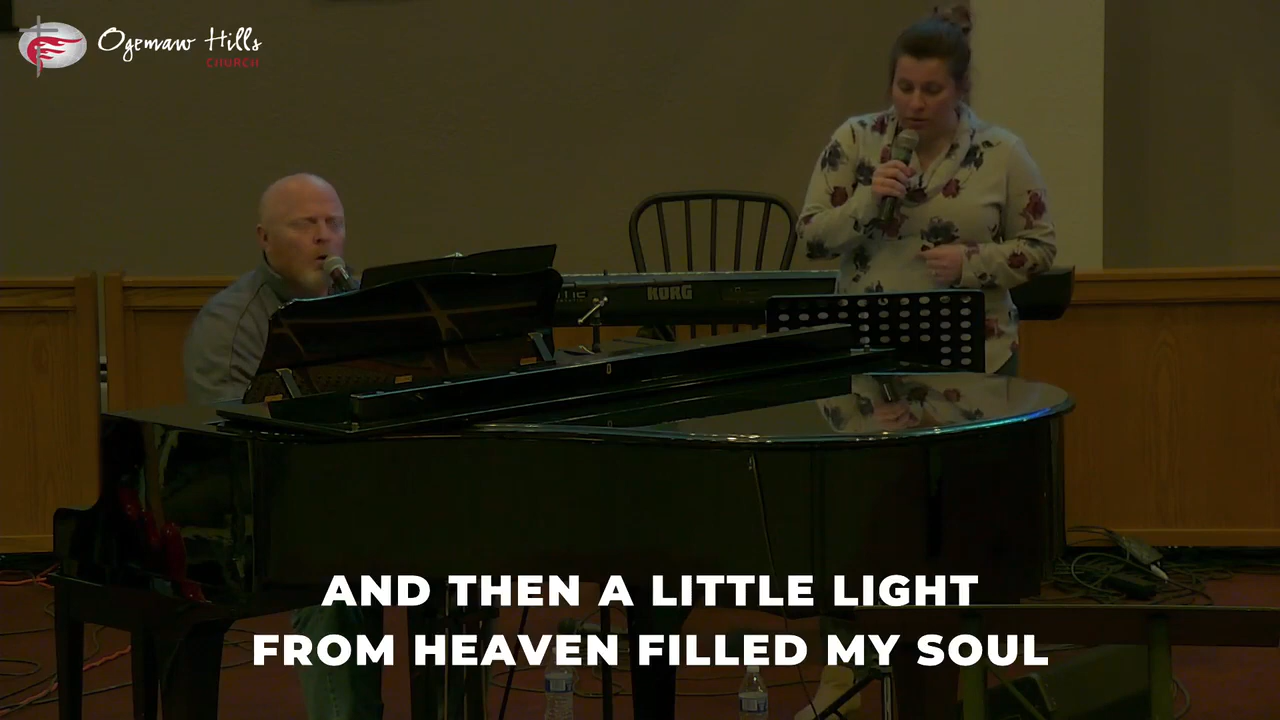 Ogemaw Hills
CHURCH
KORG
AND THEN A LITTLE LIGHT
FROM HEAVEN FILLED MY SOUL